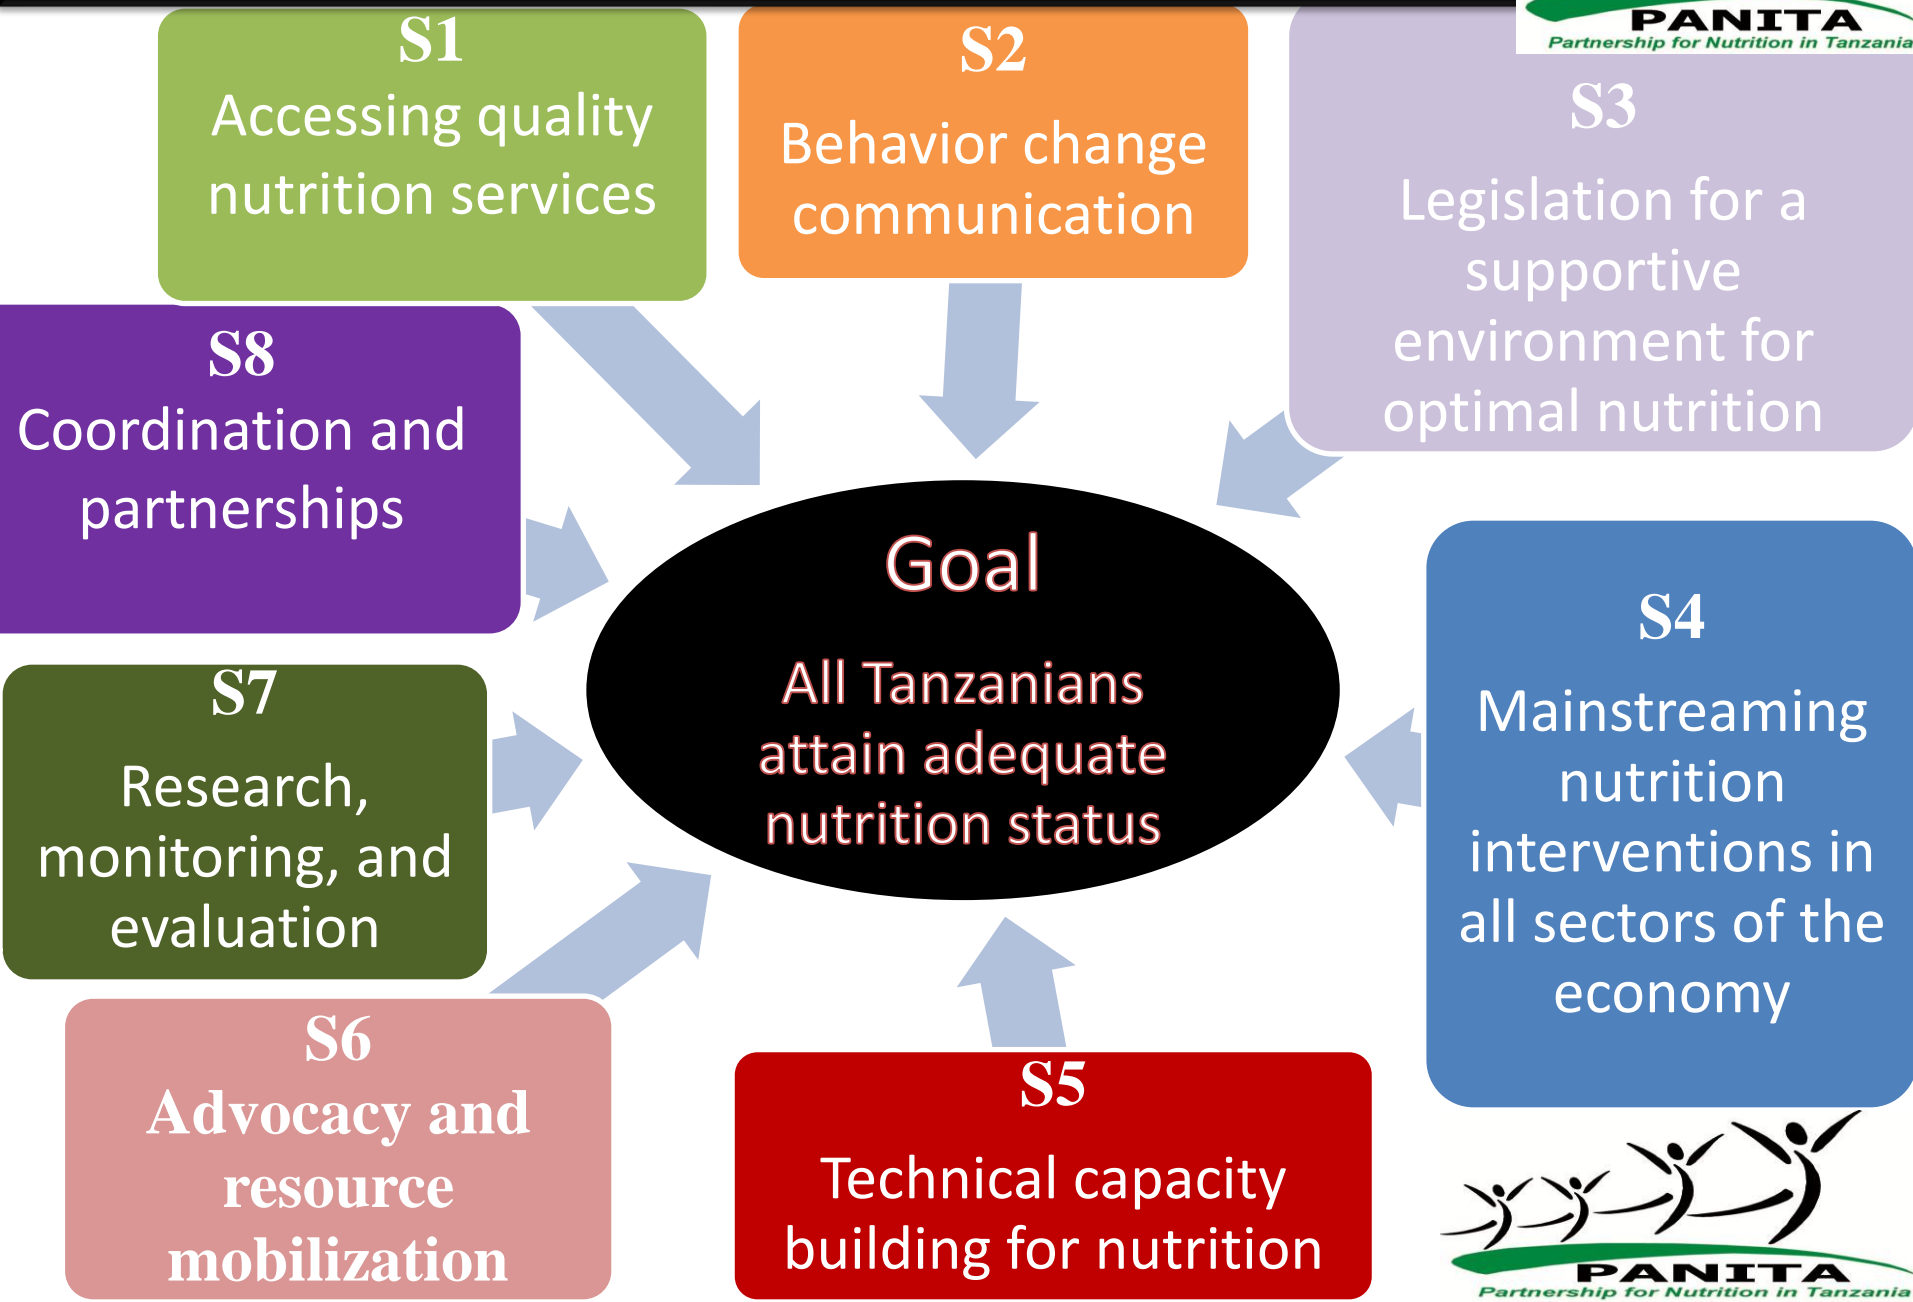 PANITA
Partnership for Nutrition in Tanzania
S1
Accessing quality
nutrition services
S2
Behavior change
communication
S3
Legislation for a
supportive
environment for
optimal nutrition
S4
Mainstreaming
nutrition
interventions in
all sectors of the
economy
S5
Technical capacity
building for nutrition
S6
Advocacy and
resource
mobilization
S7
Research,
monitoring, and
evaluation
S8
Coordination and
partnerships
Goal
All Tanzanians
attain adequate
nutrition status
PANITA
Partnership for Nutrition in Tanzania